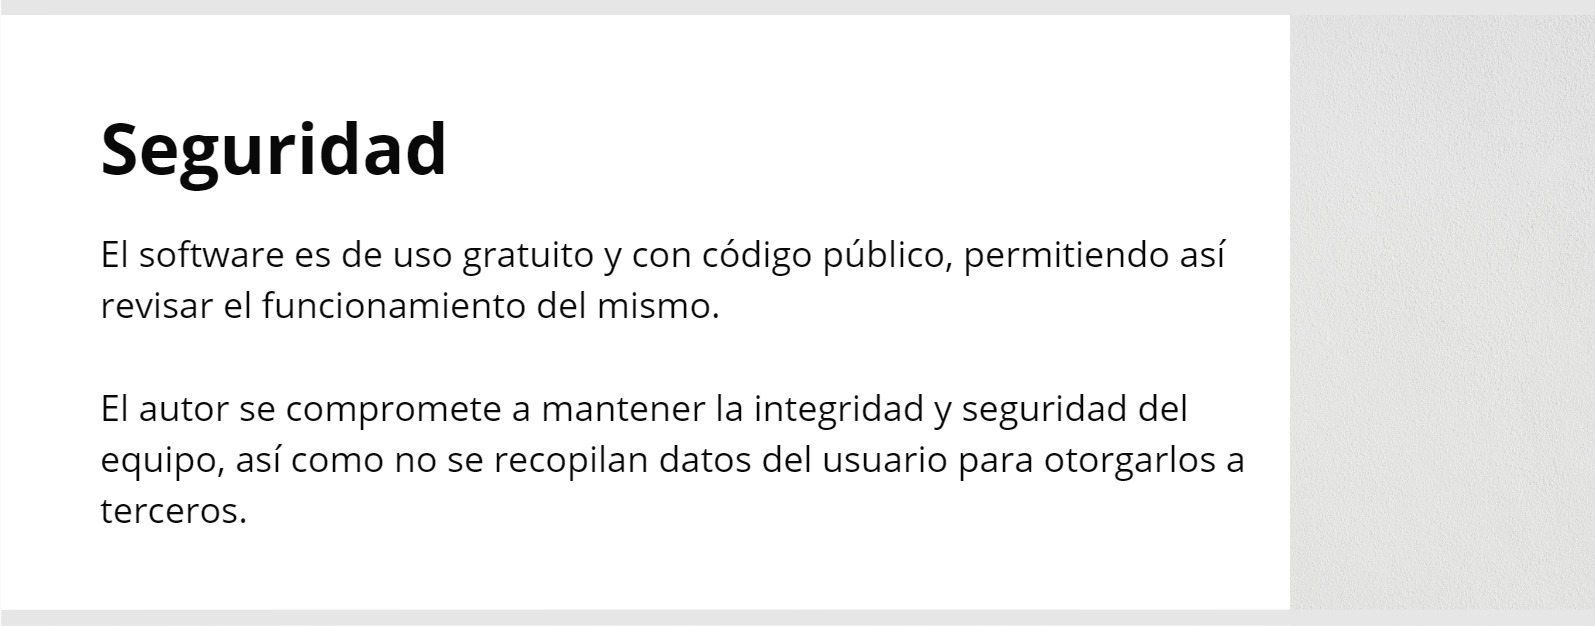 Seguridad
El software es de uso gratuito y con código público, permitiendo así
revisar el funcionamiento del mismo.
El autor se compromete a mantener la integridad y seguridad del
equipo, así como no se recopilan datos del usuario para otorgarlos a
terceros.